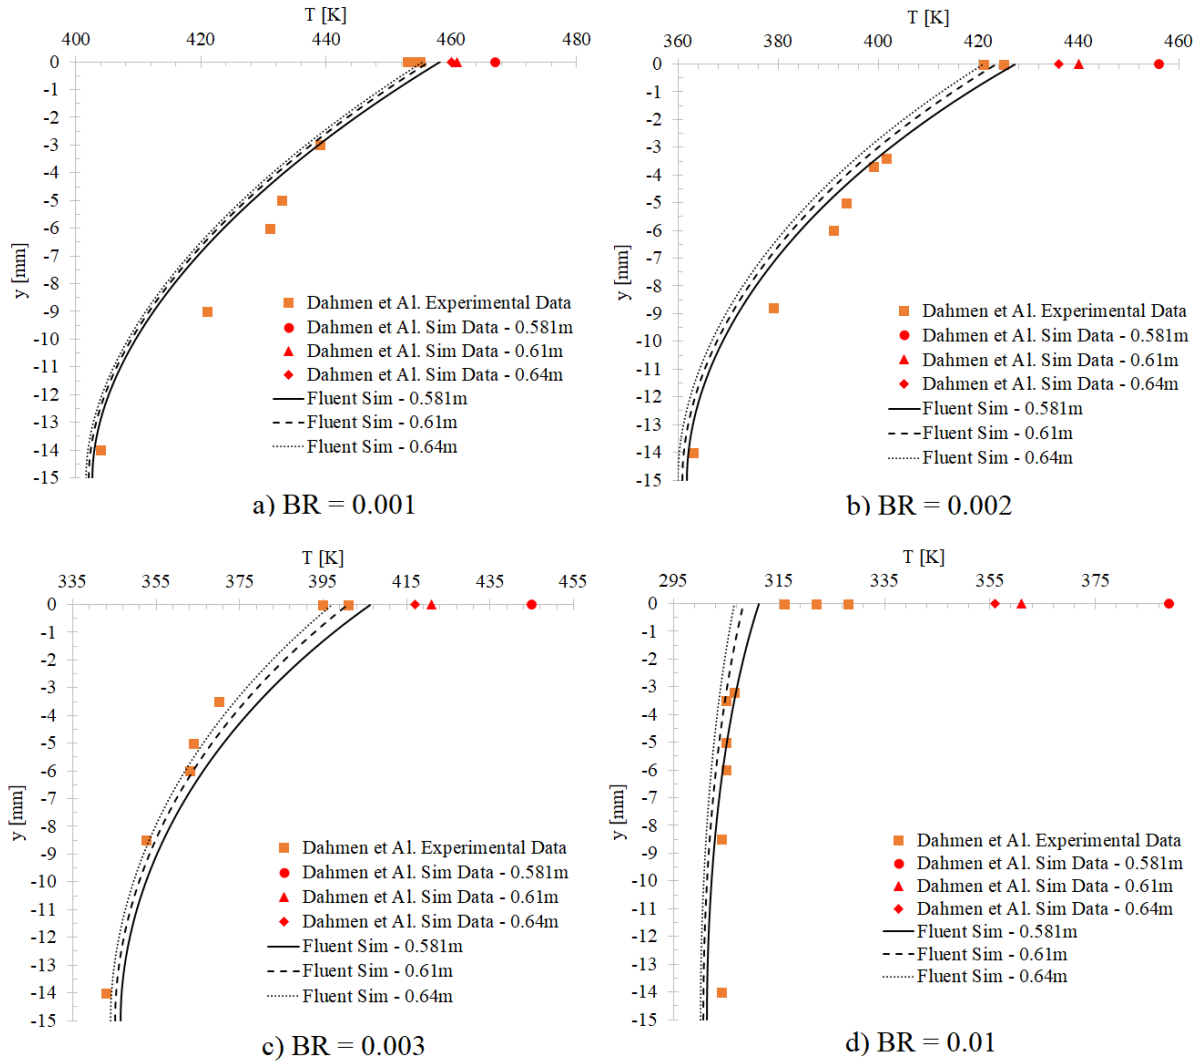 T [K]
400 420 440 460 480
0
-1
-2
-3
-4
-5
-6
-7
-8
-9
-10
-11
-12
-13
-14
-15
y [mm]
Dahmen et Al. Experimental Data
Dahmen et Al. Sim Data - 0.581m
Dahmen et Al. Sim Data - 0.61m
Dahmen et Al. Sim Data - 0.64m
Fluent Sim - 0.581m
Fluent Sim - 0.61m
Fluent Sim - 0.64m
a) BR = 0.001
T [K]
360 380 400 420 440 460
0
-1
-2
-3
-4
-5
-6
-7
-8
-9
-10
-11
-12
-13
-14
-15
y [mm]
Dahmen et Al. Experimental Data
Dahmen et Al. Sim Data - 0.581m
Dahmen et Al. Sim Data - 0.61m
Dahmen et Al. Sim Data - 0.64m
Fluent Sim - 0.581m
Fluent Sim - 0.61m
Fluent Sim - 0.64m
b) BR = 0.002
T [K]
335 355 375 395 415 435 455
0
-1
-2
-3
-4
-5
-6
-7
-8
-9
-10
-11
-12
-13
-14
-15
y [mm]
Dahmen et Al. Experimental Data
Dahmen et Al. Sim Data - 0.581m
Dahmen et Al. Sim Data - 0.61m
Dahmen et Al. Sim Data - 0.64m
Fluent Sim - 0.581m
Fluent Sim - 0.61m
Fluent Sim - 0.64m
c) BR = 0.003
T [K]
295 315 335 355 375
0
-1
-2
-3
-4
-5
-6
-7
-8
-9
-10
-11
-12
-13
-14
-15
y [mm]
Dahmen et Al. Experimental Data
Dahmen et Al. Sim Data - 0.581m
Dahmen et Al. Sim Data - 0.61m
Dahmen et Al. Sim Data - 0.64m
Fluent Sim - 0.581m
Fluent Sim - 0.61m
Fluent Sim - 0.64m
d) BR = 0.01